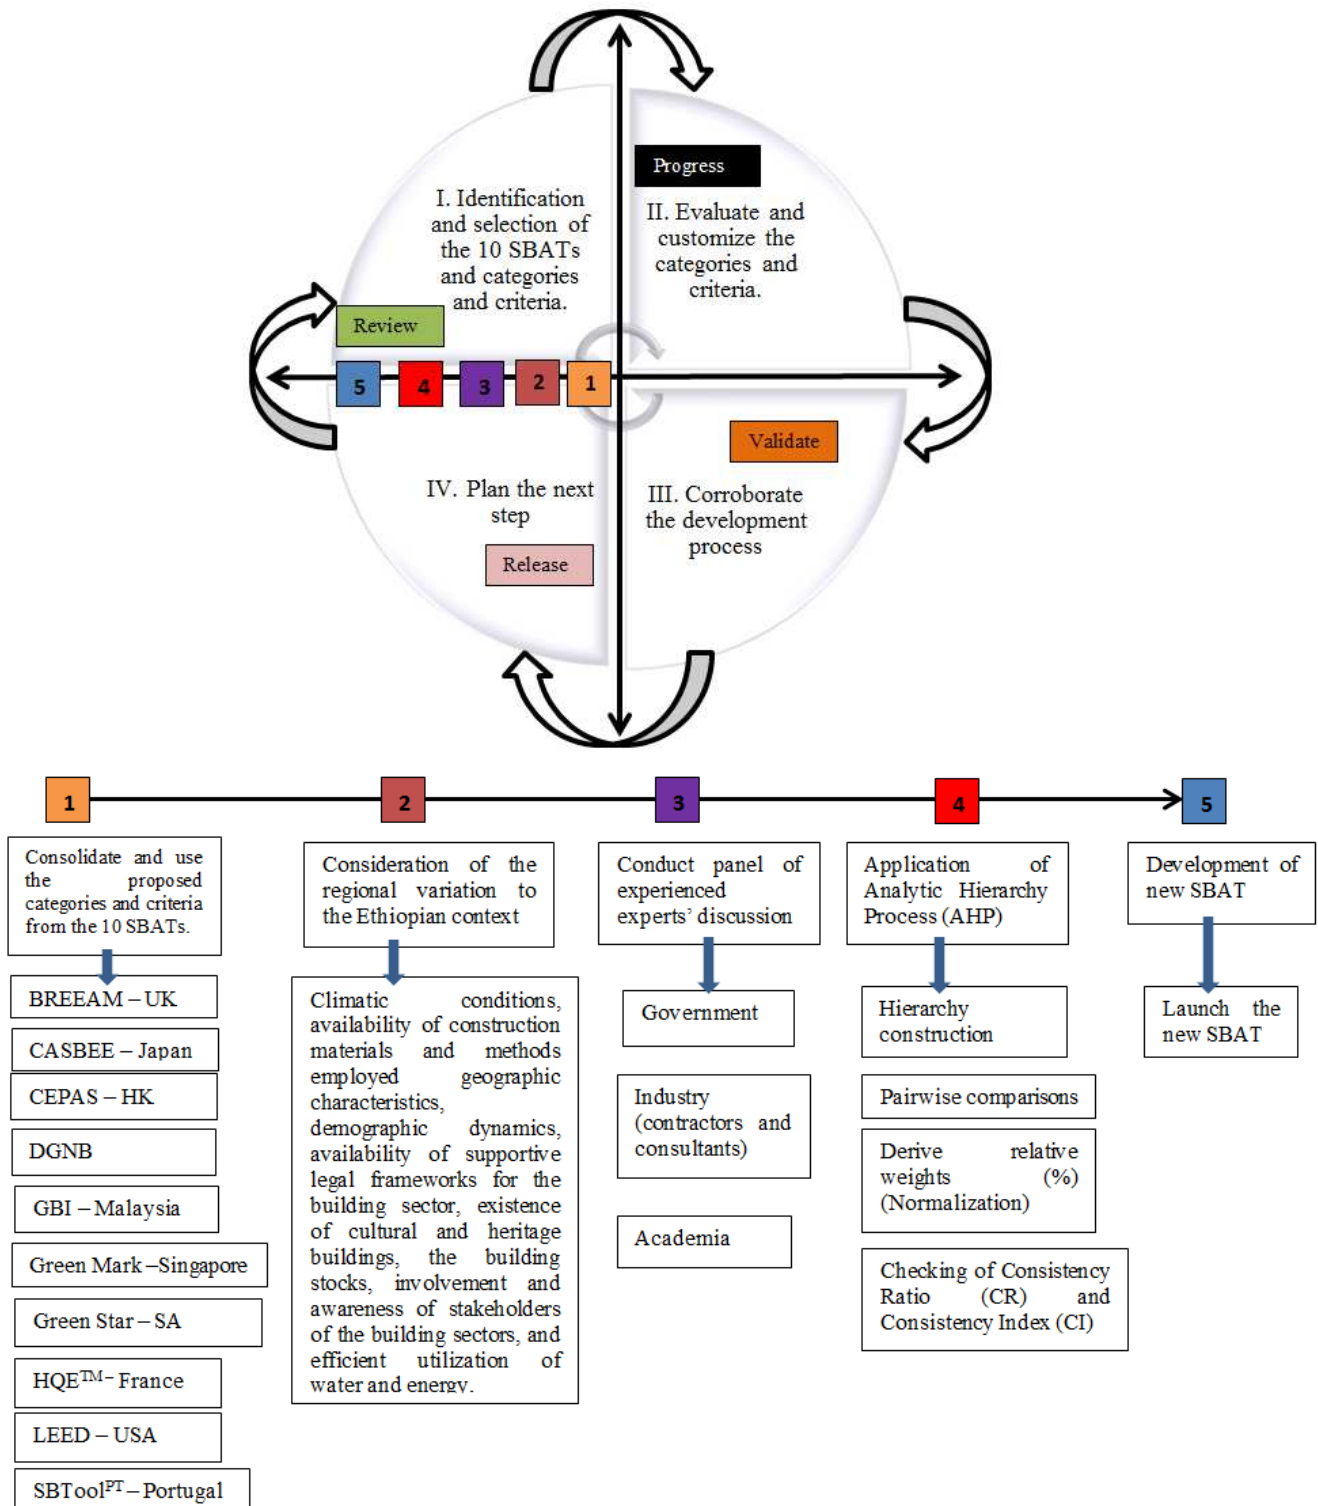 Progress
I. Identification
and selection of
the 10 SBATs
and categories
and criteria.
II. Evaluate and
customize the
categories and
criteria.
Review
5 4 3 2 1
Validate
IV. Plan the next
step
III. Corroborate
the development
process
Release
1 2 3 4 5
Consolidate and use
the proposed
categories and criteria
from the 10 SBATs.
BREEAM – UK
CASBEE – Japan
CEPAS – HK
DGNB
GBI – Malaysia
Green Mark –Singapore
Green Star – SA
HQE™– France
LEED – USA
SBToolᴾᵀ – Portugal
Consideration of the
regional variation to
the Ethiopian context
Climatic conditions,
availability of construction
materials and methods
employed geographic
characteristics,
demographic dynamics,
availability of supportive
legal frameworks for the
building sector, existence
of cultural and heritage
buildings, the building
stocks, involvement and
awareness of stakeholders
of the building sectors, and
efficient utilization of
water and energy.
Conduct panel of
experienced
experts’ discussion
Government
Industry
(contractors and
consultants)
Academia
Application of
Analytic Hierarchy
Process (AHP)
Hierarchy
construction
Pairwise comparisons
Derive relative
weights (%)
(Normalization)
Checking of Consistency
Ratio (CR) and
Consistency Index (CI)
Development of
new SBAT
Launch the
new SBAT